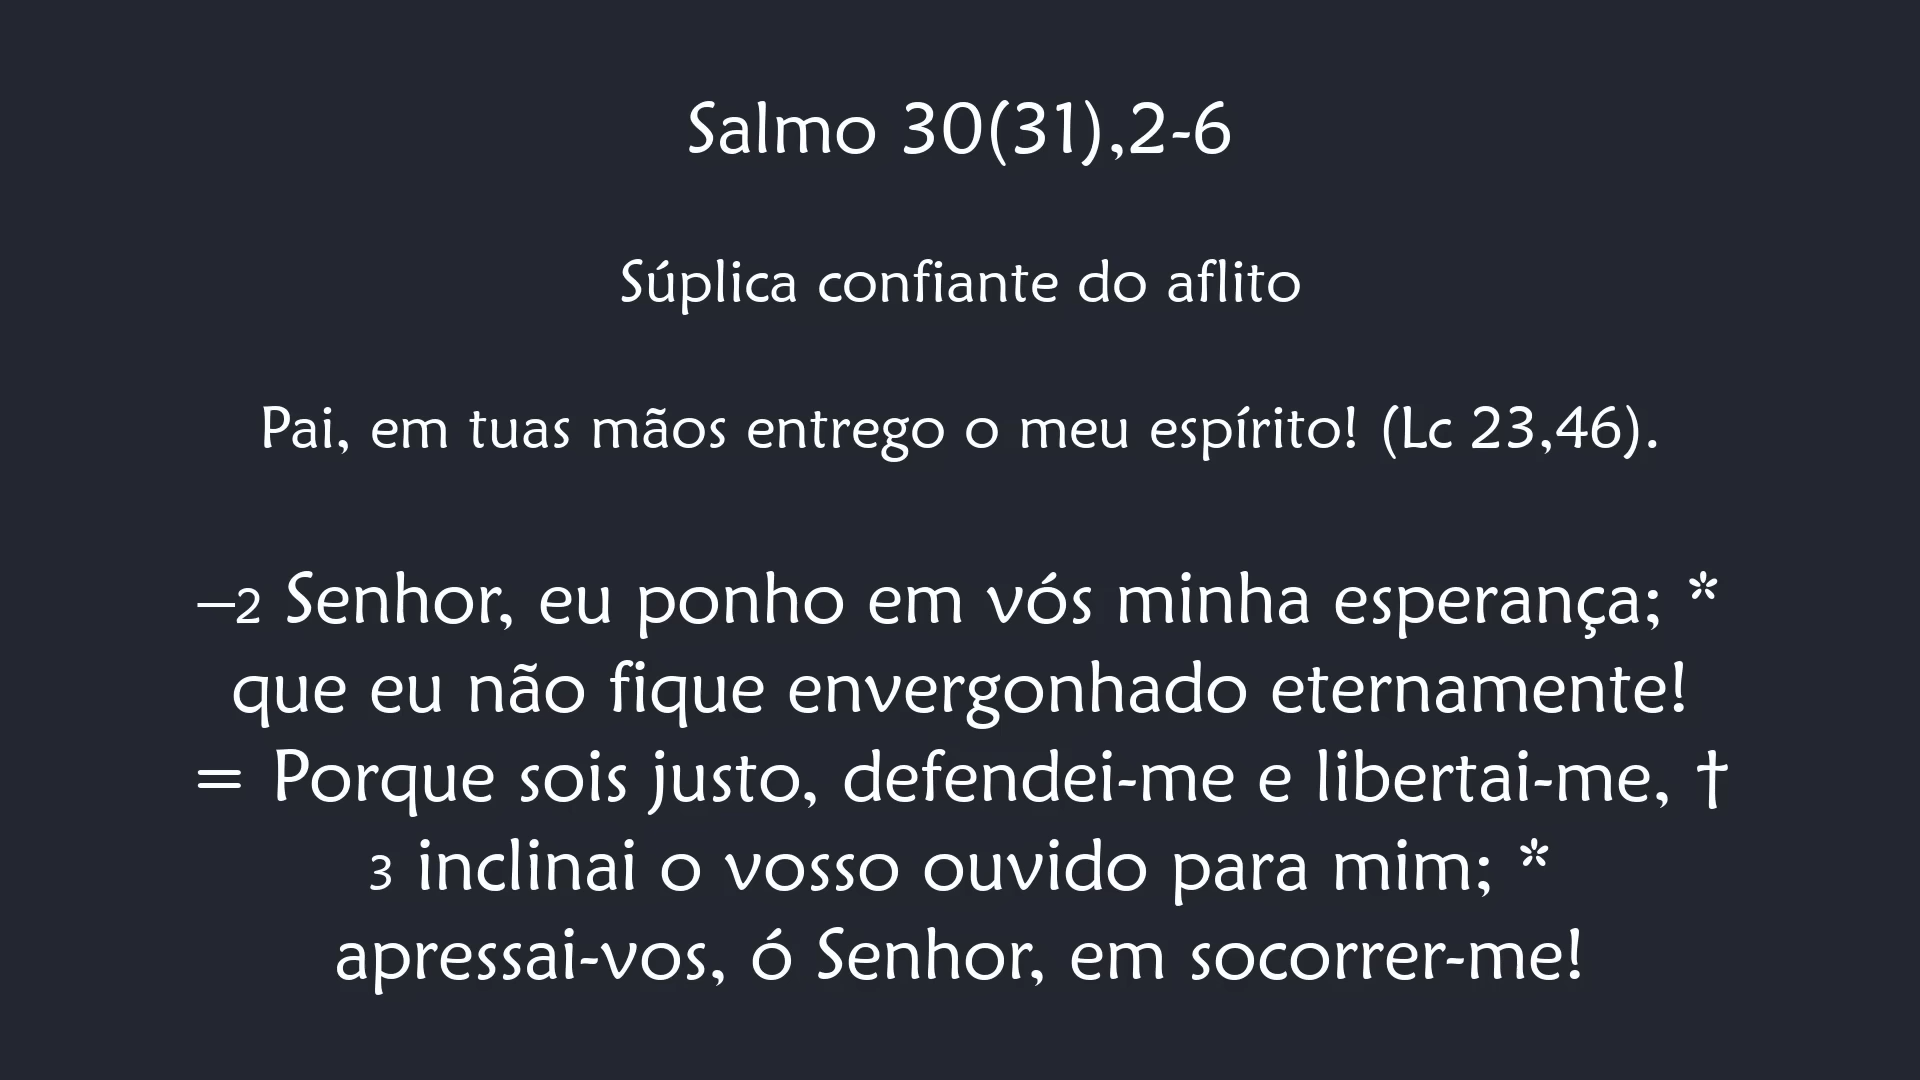 Salmo 30(31),2-6
Súplica confiante do aflito
Pai, em tuas mãos entrego o meu espírito! (Lc 23,46).
–2 Senhor, eu ponho em vós minha esperança; *
que eu não fique envergonhado eternamente!
= Porque sois justo, defendei-me e libertai-me, †
3 inclinai o vosso ouvido para mim; *
apressai-vos, ó Senhor, em socorrer-me!